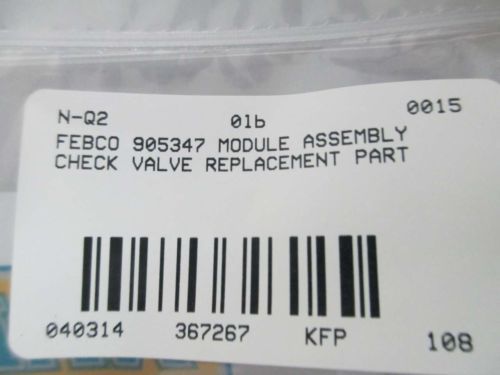 N-Q2 01b 0015
FEBCO 905347 MODULE ASSEMBLY
CHECK VALVE REPLACEMENT PART
040314 367267 KFP 108